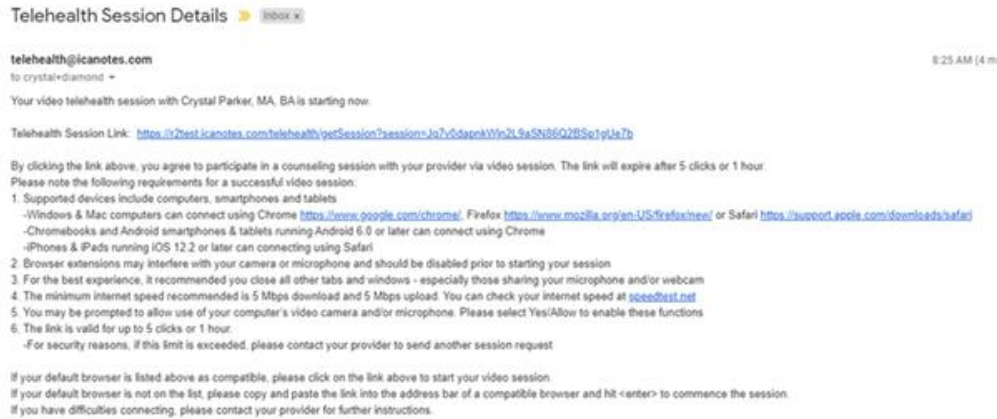 Telehealth Session Details Inbox x
telehealth@icanotes.com 8:25 AM (4 m
to crystal+diamond
Your video telehealth session with Crystal Parker, MA, BA is starting now.
Telehealth Session Link:
By clicking the link above, you agree to participate in a counseling session with your provider via video session. The link will expire after 5 clicks or 1 hour.
Please note the following requirements for a successful video session:
1. Supported devices include computers, smartphones and tablets
-Windows & Mac computers can connect using Chrome https://www.google.com/chrome/, Firefox https://www.mozilla.org/en-US/firefox/new/ or Safari https://support.apple.com/downloads/safari
-Chromebooks and Android smartphones & tablets running Android 6.0 or later can connect using Chrome
-iPhones & iPads running iOS 12.2 or later can connecting using Safari
2. Browser extensions may interfere with your camera or microphone and should be disabled prior to starting your session
3. For the best experience, it recommended you close all other tabs and windows - especially those sharing your microphone and/or webcam
4. The minimum internet speed recommended is 5 Mbps download and 5 Mbps upload. You can check your internet speed at speedtest.net
5. You may be prompted to allow use of your computer's video camera and/or microphone. Please select Yes/Allow to enable these functions
6. The link is valid for up to 5 clicks or 1 hour.
-For security reasons, if this limit is exceeded, please contact your provider to send another session request
If your default browser is listed above as compatible, please click on the link above to start your video session.
If your default browser is not on the list, please copy and paste the link into the address bar of a compatible browser and hit <enter> to commence the session.
If you have difficulties connecting, please contact your provider for further instructions.